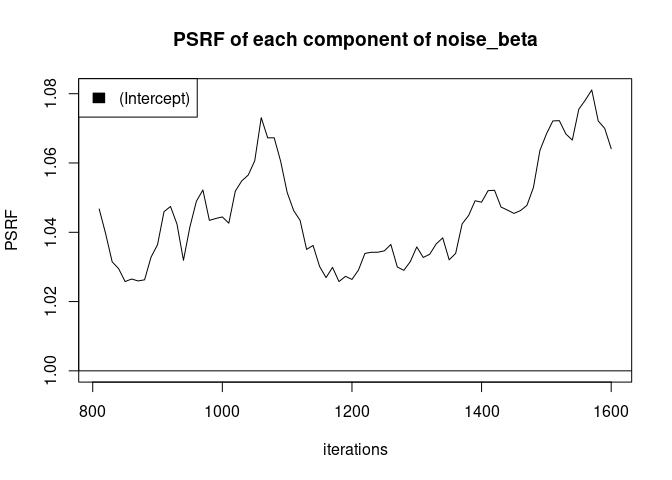 PSRF of each component of noise_beta
(Intercept)
PSRF
1.08
1.06
1.04
1.02
1.00
800 1000 1200 1400 1600
iterations